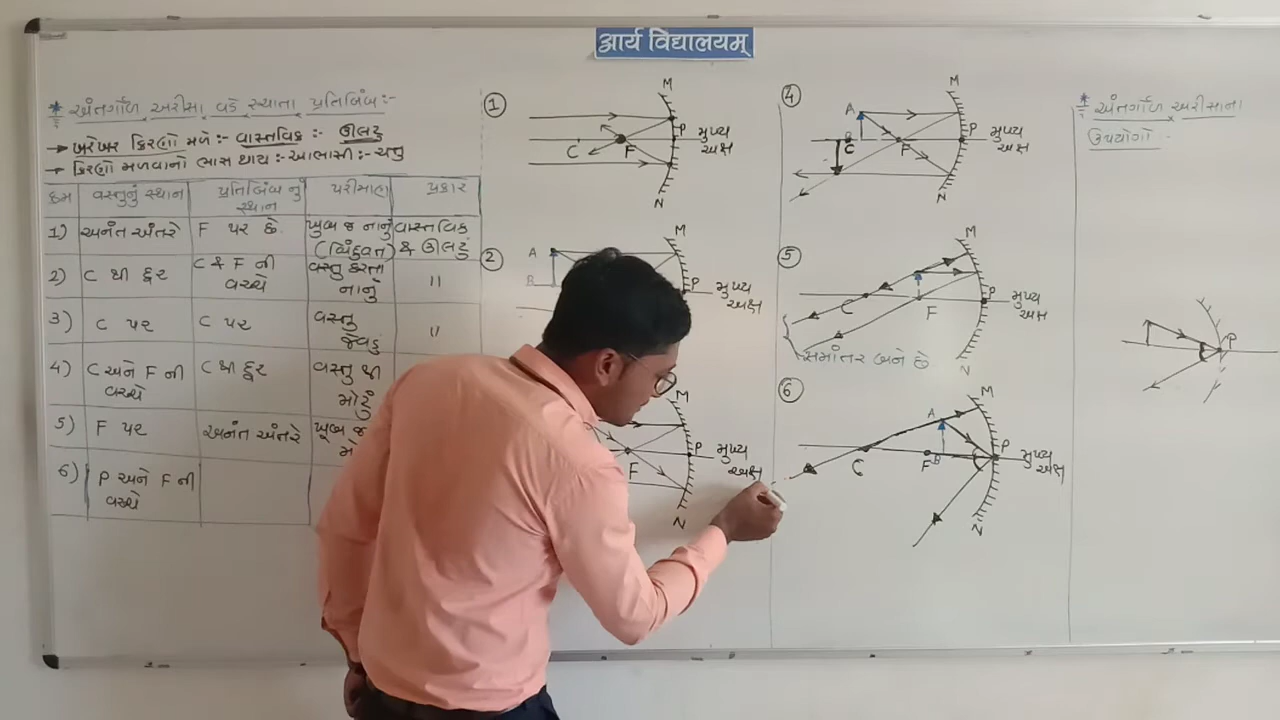 आर्य विद्यालयम्
* અંતર્ગોળ અરીસા વડે રચાતા પ્રતિબિંબ:-
→ ખરેખર કિરણો મળે :- વાસ્તવિક :- ઊલટું
→ કિરણો મળવાનો ભાસ થાય :- આભાસી :- ચત્તુ
ક્રમ વસ્તુનું સ્થાન પ્રતિબિંબ નું સ્થાન પરીમાણ પ્રકાર
1) અનંત અંતરે F પર છે. ખુબ જ નાનું (બિંદુવત) વાસ્તવિક & ઊલટું
2) C થી દૂર C & F ની વચ્ચે વસ્તુ કરતા નાનું "
3) C પર C પર વસ્તુ જેવડું "
4) C અને F ની વચ્ચે C થી દૂર વસ્તુ થી મોટું
5) F પર અનંત અંતરે ખૂબ જ
6) P અને F ની વચ્ચે
1 M C F P મુખ્ય અક્ષ N
2 M A B P મુખ્ય અક્ષ
M F P મુખ્ય અક્ષ N
4 M A B C F P મુખ્ય અક્ષ N
5 M C F P મુખ્ય અક્ષ N
સમાંતર બને છે
6 M A C F B P મુખ્ય અક્ષ N
* અંતર્ગોળ અરીસાના
ઉપયોગો :-
P